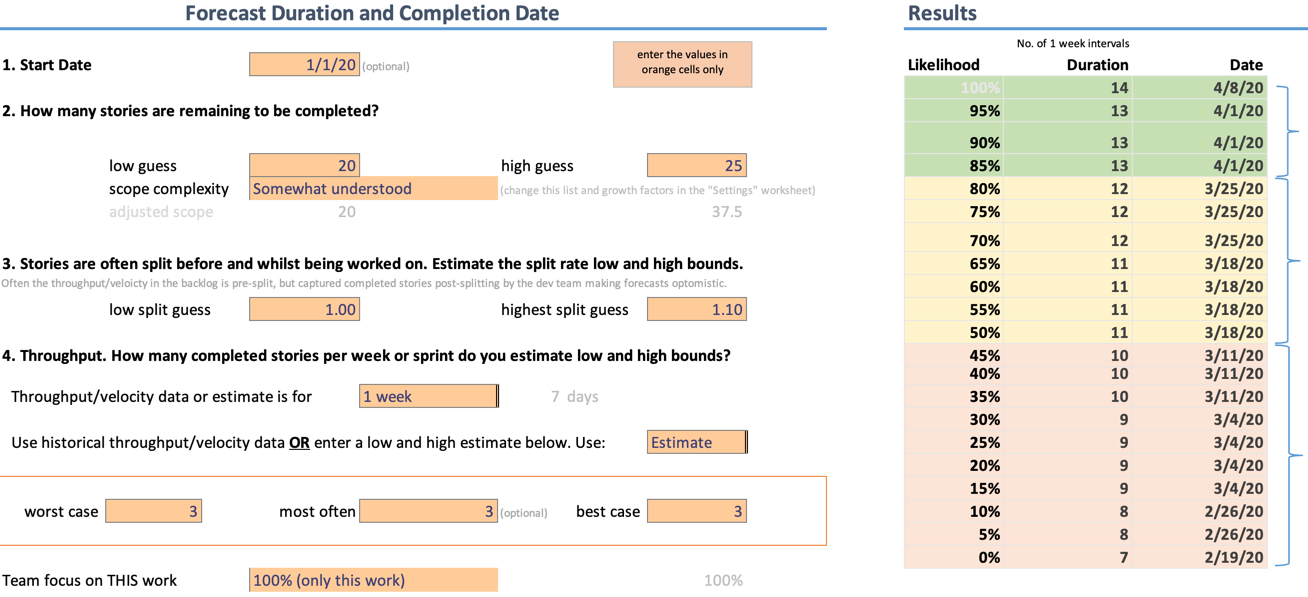 Forecast Duration and Completion Date
1. Start Date 1/1/20 (optional)
enter the values in
orange cells only
2. How many stories are remaining to be completed?
low guess 20 high guess 25
scope complexity Somewhat understood (change this list and growth factors in the "Settings" worksheet)
adjusted scope 20 37.5
3. Stories are often split before and whilst being worked on. Estimate the split rate low and high bounds.
Often the throughput/veloicty in the backlog is pre-split, but captured completed stories post-splitting by the dev team making forecasts optomistic.
low split guess 1.00 highest split guess 1.10
4. Throughput. How many completed stories per week or sprint do you estimate low and high bounds?
Throughput/velocity data or estimate is for 1 week 7 days
Use historical throughput/velocity data OR enter a low and high estimate below. Use: Estimate
worst case 3 most often 3 (optional) best case 3
Team focus on THIS work 100% (only this work) 100%
Results
No. of 1 week intervals
Likelihood Duration Date
100% 14 4/8/20
95% 13 4/1/20
90% 13 4/1/20
85% 13 4/1/20
80% 12 3/25/20
75% 12 3/25/20
70% 12 3/25/20
65% 11 3/18/20
60% 11 3/18/20
55% 11 3/18/20
50% 11 3/18/20
45% 10 3/11/20
40% 10 3/11/20
35% 10 3/11/20
30% 9 3/4/20
25% 9 3/4/20
20% 9 3/4/20
15% 9 3/4/20
10% 8 2/26/20
5% 8 2/26/20
0% 7 2/19/20